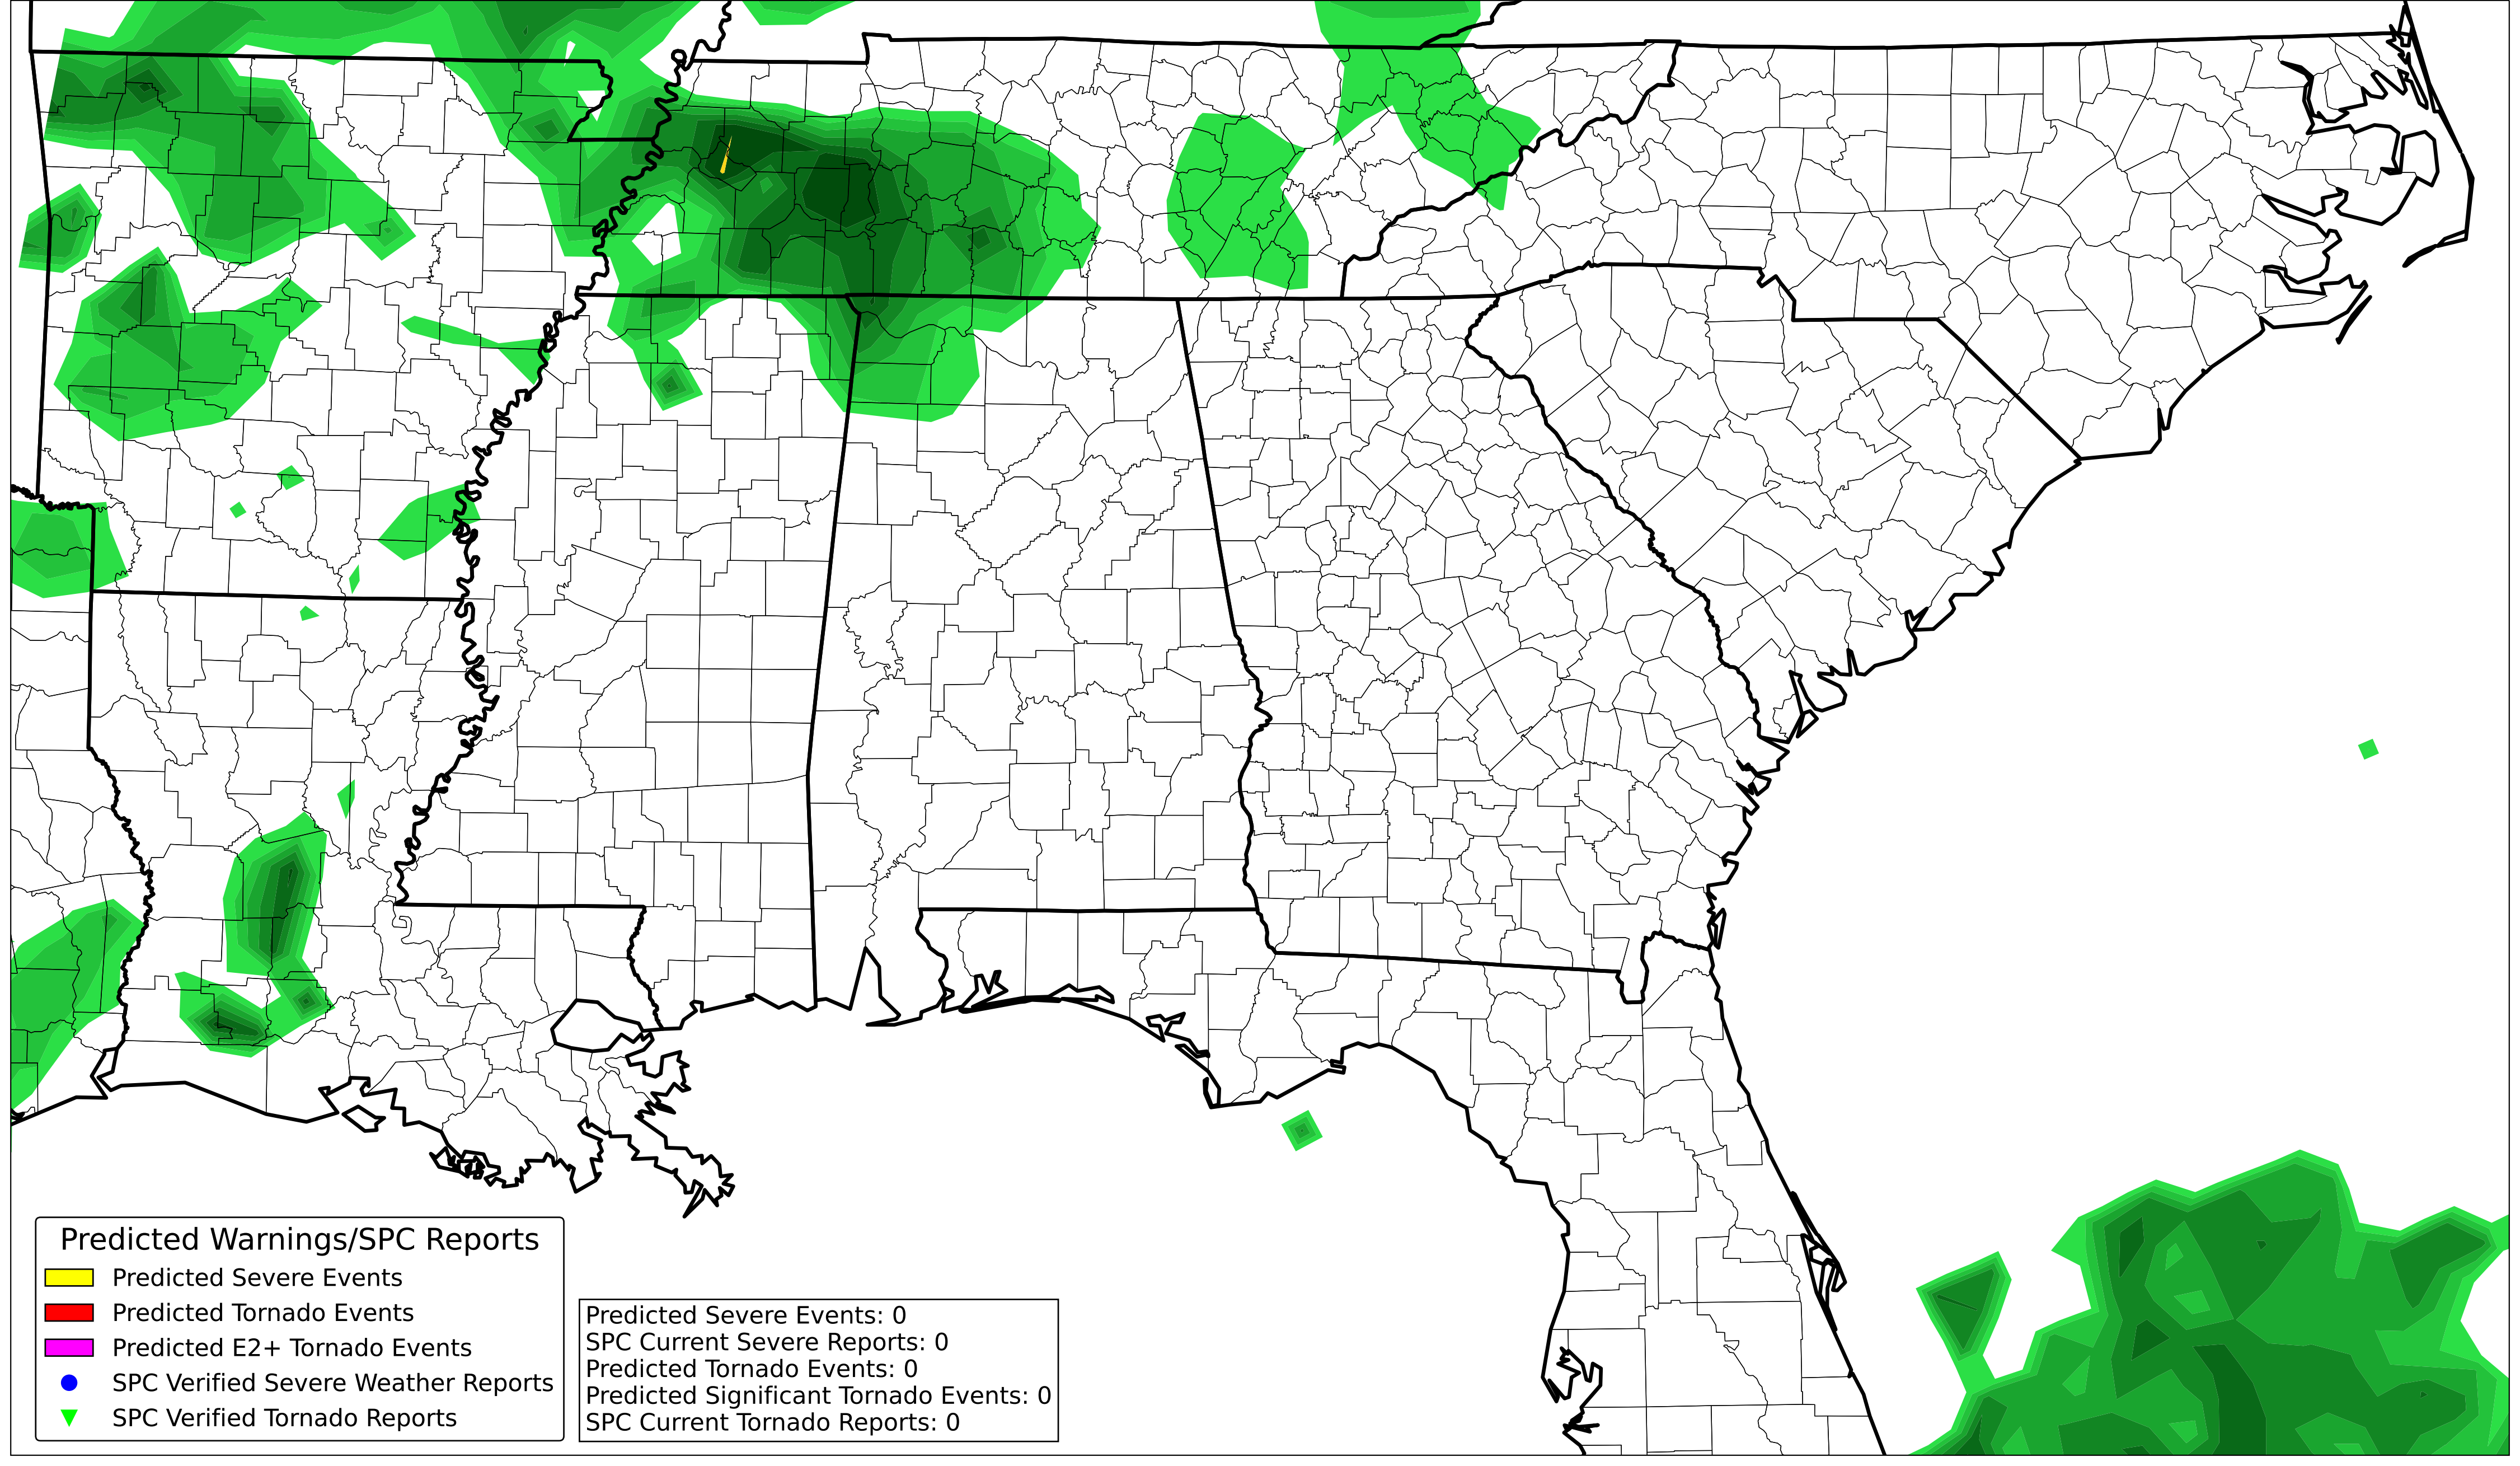 Predicted Warnings/SPC Reports
Predicted Severe Events
Predicted Tornado Events
Predicted E2+ Tornado Events
SPC Verified Severe Weather Reports
SPC Verified Tornado Reports
Predicted Severe Events: 0
SPC Current Severe Reports: 0
Predicted Tornado Events: 0
Predicted Significant Tornado Events: 0
SPC Current Tornado Reports: 0